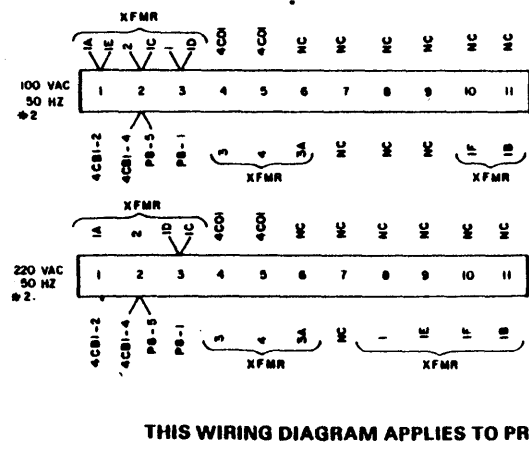 XFMR
1A 1E 2 1C 1 1D 4CO1 4CO1 NC NC NC NC NC NC
100 VAC
50 HZ
*2
1 2 3 4 5 6 7 8 9 10 11
4CB1-2 4CB1-4 PB-5 PB-1 3 4 3A NC NC NC 1F 1B
XFMR XFMR
XFMR
1A 2 1D 1C 4CO1 4CO1 NC NC NC NC NC NC
220 VAC
50 HZ
*2.
1 2 3 4 5 6 7 8 9 10 11
4CB1-2 4CB1-4 PB-5 PB-1 3 4 3A NC 1 1E 1F 1B
XFMR XFMR
THIS WIRING DIAGRAM APPLIES TO PR